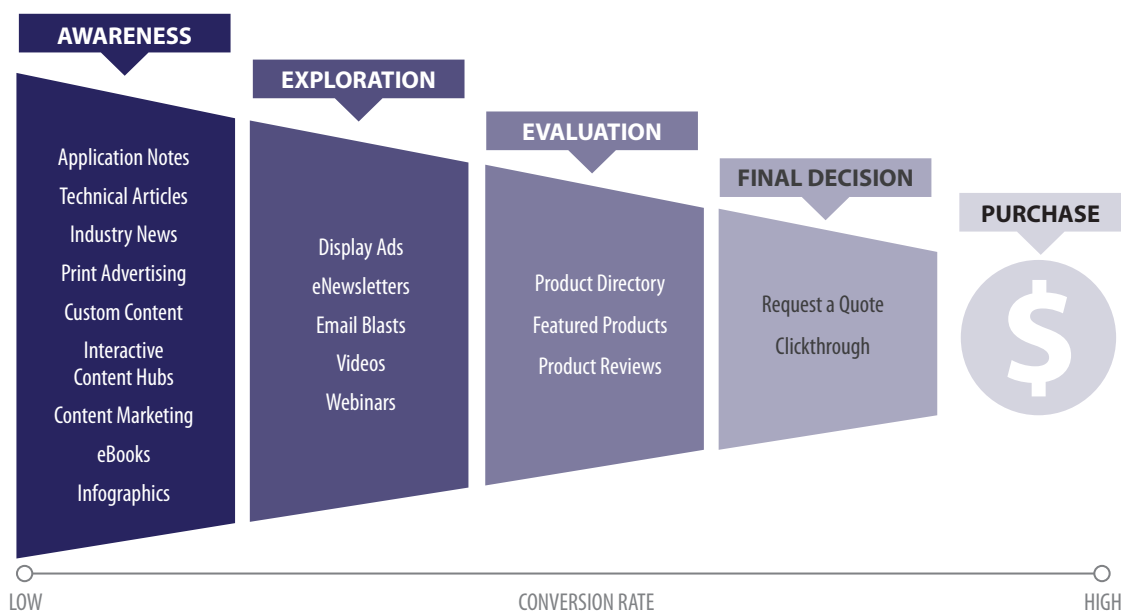 AWARENESS
Application Notes
Technical Articles
Industry News
Print Advertising
Custom Content
Interactive
Content Hubs
Content Marketing
eBooks
Infographics
EXPLORATION
Display Ads
eNewsletters
Email Blasts
Videos
Webinars
EVALUATION
Product Directory
Featured Products
Product Reviews
FINAL DECISION
Request a Quote
Clickthrough
PURCHASE
$
LOW
CONVERSION RATE
HIGH